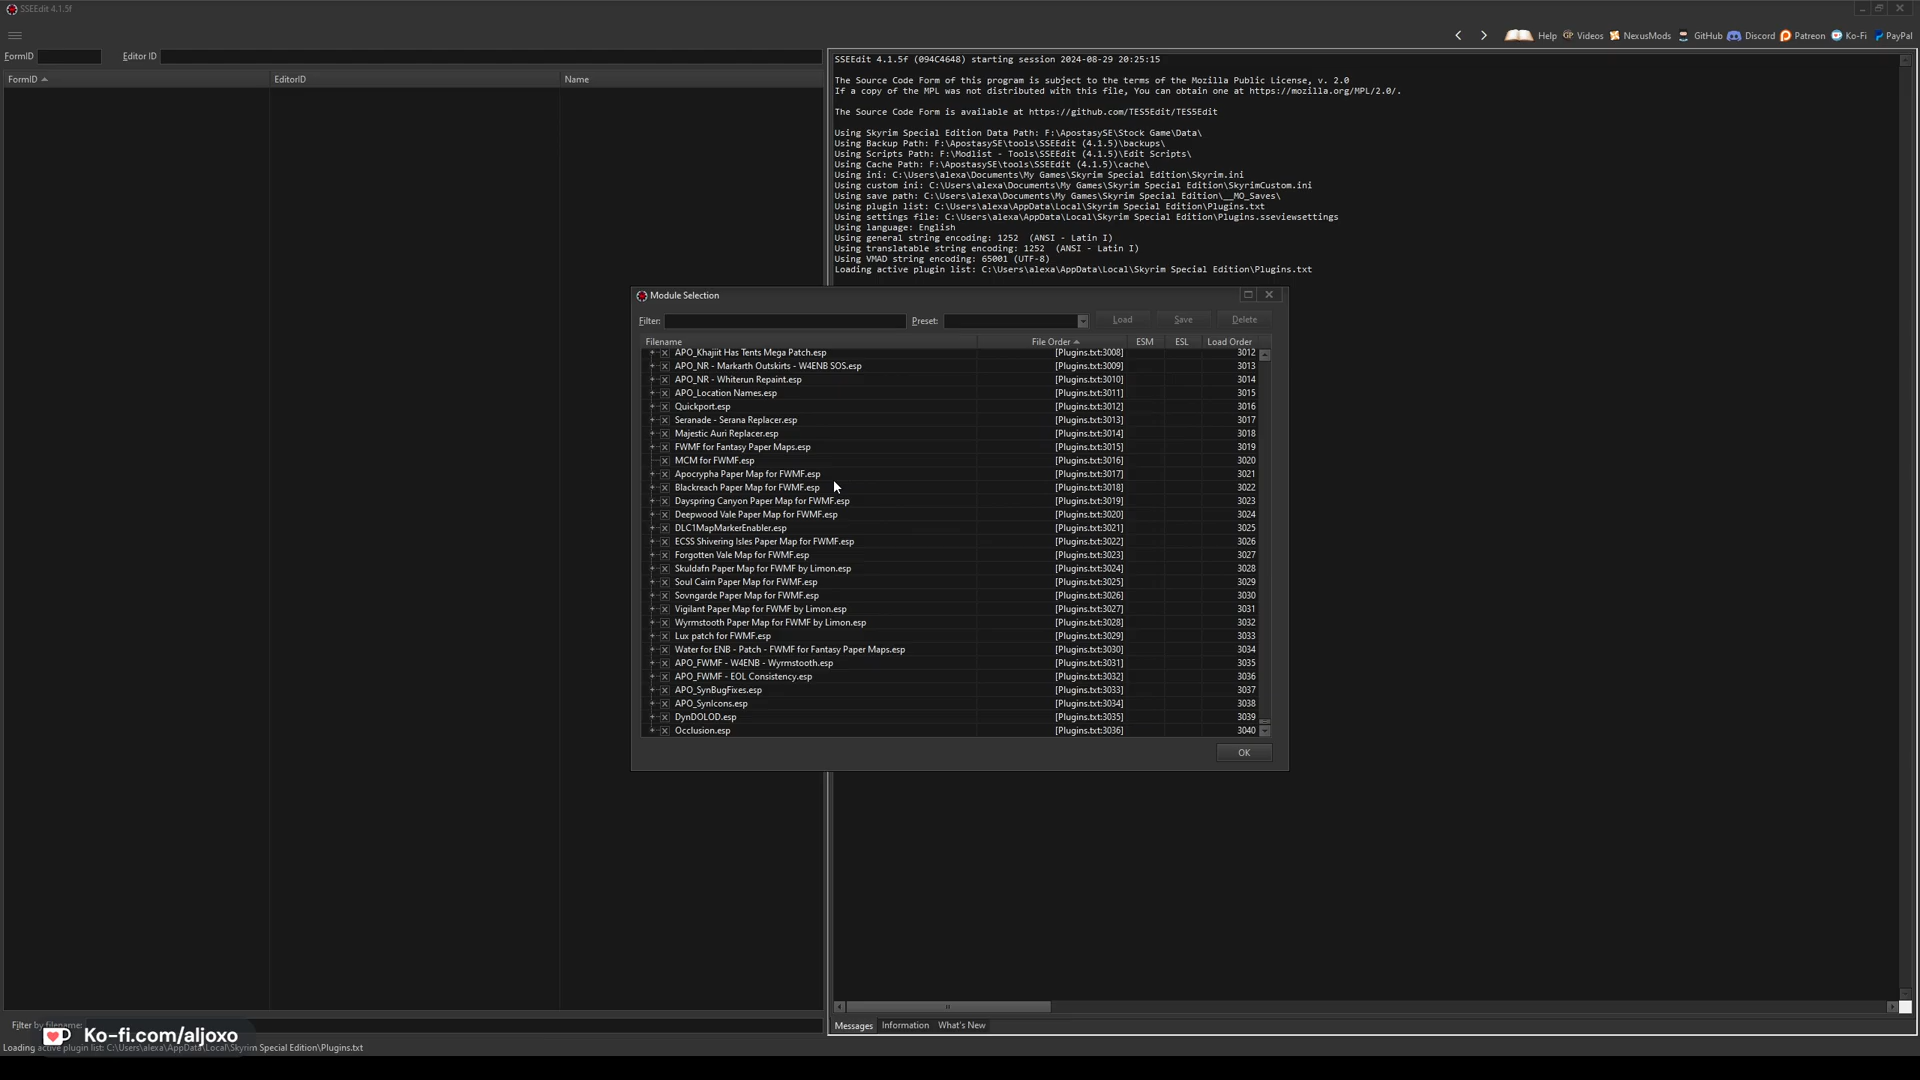 SSEEdit 4.1.5f
Help Videos NexusMods GitHub Discord Patreon Ko-Fi PayPal
FormID Editor ID
FormID EditorID Name
SSEEdit 4.1.5f (094C4648) starting session 2024-08-29 20:25:15
The Source Code Form of this program is subject to the terms of the Mozilla Public License, v. 2.0
If a copy of the MPL was not distributed with this file, You can obtain one at https://mozilla.org/MPL/2.0/.
The Source Code Form is available at https://github.com/TES5Edit/TES5Edit
Using Skyrim Special Edition Data Path: F:\ApostasySE\Stock Game\Data\
Using Backup Path: F:\ApostasySE\tools\SSEEdit (4.1.5)\backups\
Using Scripts Path: F:\Modlist - Tools\SSEEdit (4.1.5)\Edit Scripts\
Using Cache Path: F:\ApostasySE\tools\SSEEdit (4.1.5)\cache\
Using ini: C:\Users\alexa\Documents\My Games\Skyrim Special Edition\Skyrim.ini
Using custom ini: C:\Users\alexa\Documents\My Games\Skyrim Special Edition\SkyrimCustom.ini
Using save path: C:\Users\alexa\Documents\My Games\Skyrim Special Edition\__MO_Saves\
Using plugin list: C:\Users\alexa\AppData\Local\Skyrim Special Edition\Plugins.txt
Using settings file: C:\Users\alexa\AppData\Local\Skyrim Special Edition\Plugins.sseviewsettings
Using language: English
Using general string encoding: 1252 (ANSI - Latin I)
Using translatable string encoding: 1252 (ANSI - Latin I)
Using VMAD string encoding: 65001 (UTF-8)
Loading active plugin list: C:\Users\alexa\AppData\Local\Skyrim Special Edition\Plugins.txt
Module Selection
Filter: Preset: Load Save Delete
Filename File Order ESM ESL Load Order
APO_Khajiit Has Tents Mega Patch.esp [Plugins.txt:3008] 3012
APO_NR - Markarth Outskirts - W4ENB SOS.esp [Plugins.txt:3009] 3013
APO_NR - Whiterun Repaint.esp [Plugins.txt:3010] 3014
APO_Location Names.esp [Plugins.txt:3011] 3015
Quickport.esp [Plugins.txt:3012] 3016
Seranade - Serana Replacer.esp [Plugins.txt:3013] 3017
Majestic Auri Replacer.esp [Plugins.txt:3014] 3018
FWMF for Fantasy Paper Maps.esp [Plugins.txt:3015] 3019
MCM for FWMF.esp [Plugins.txt:3016] 3020
Apocrypha Paper Map for FWMF.esp [Plugins.txt:3017] 3021
Blackreach Paper Map for FWMF.esp [Plugins.txt:3018] 3022
Dayspring Canyon Paper Map for FWMF.esp [Plugins.txt:3019] 3023
Deepwood Vale Paper Map for FWMF.esp [Plugins.txt:3020] 3024
DLC1MapMarkerEnabler.esp [Plugins.txt:3021] 3025
ECSS Shivering Isles Paper Map for FWMF.esp [Plugins.txt:3022] 3026
Forgotten Vale Map for FWMF.esp [Plugins.txt:3023] 3027
Skuldafn Paper Map for FWMF by Limon.esp [Plugins.txt:3024] 3028
Soul Cairn Paper Map for FWMF.esp [Plugins.txt:3025] 3029
Sovngarde Paper Map for FWMF.esp [Plugins.txt:3026] 3030
Vigilant Paper Map for FWMF by Limon.esp [Plugins.txt:3027] 3031
Wyrmstooth Paper Map for FWMF by Limon.esp [Plugins.txt:3028] 3032
Lux patch for FWMF.esp [Plugins.txt:3029] 3033
Water for ENB - Patch - FWMF for Fantasy Paper Maps.esp [Plugins.txt:3030] 3034
APO_FWMF - W4ENB - Wyrmstooth.esp [Plugins.txt:3031] 3035
APO_FWMF - EOL Consistency.esp [Plugins.txt:3032] 3036
APO_SynBugFixes.esp [Plugins.txt:3033] 3037
APO_SynIcons.esp [Plugins.txt:3034] 3038
DynDOLOD.esp [Plugins.txt:3035] 3039
Occlusion.esp [Plugins.txt:3036] 3040
OK
Messages Information What's New
Filter by filename:
Ko-fi.com/aljoxo
Loading active plugin list: C:\Users\alexa\AppData\Local\Skyrim Special Edition\Plugins.txt